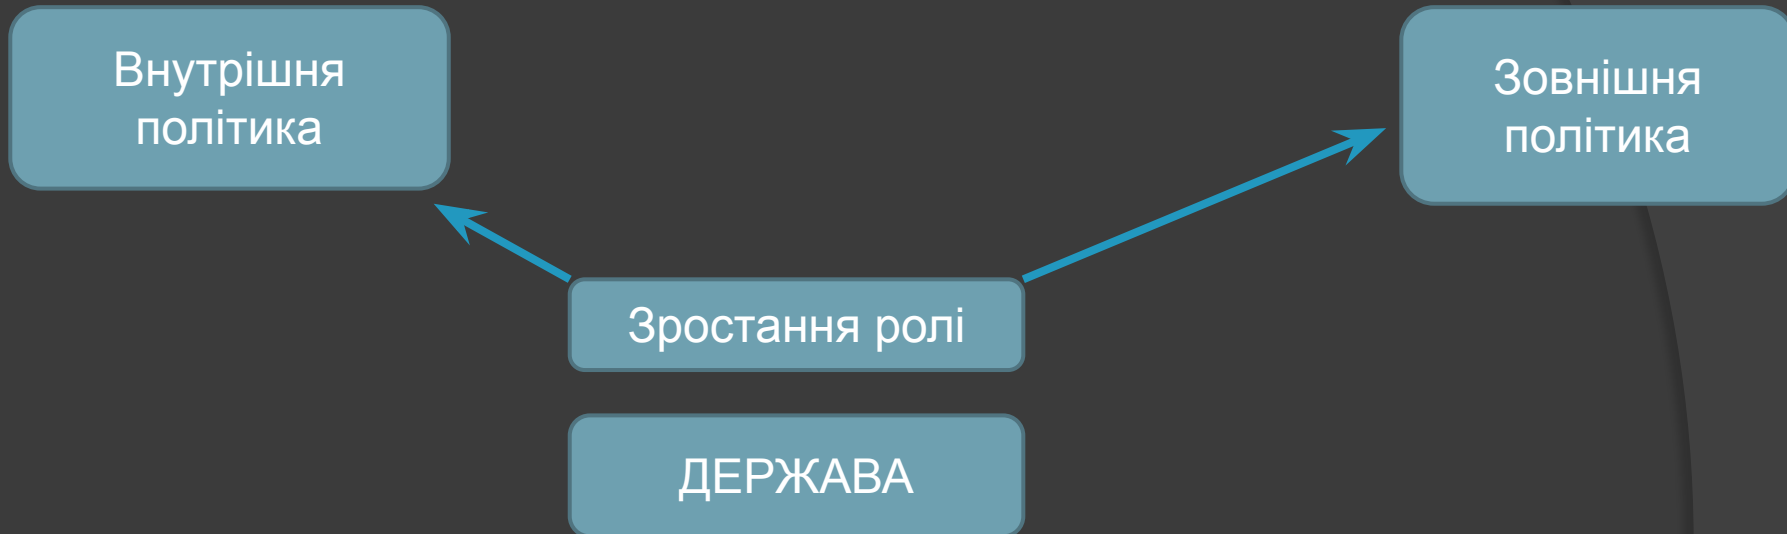 Внутрішня
політика
Зовнішня
політика
Зростання ролі
ДЕРЖАВА